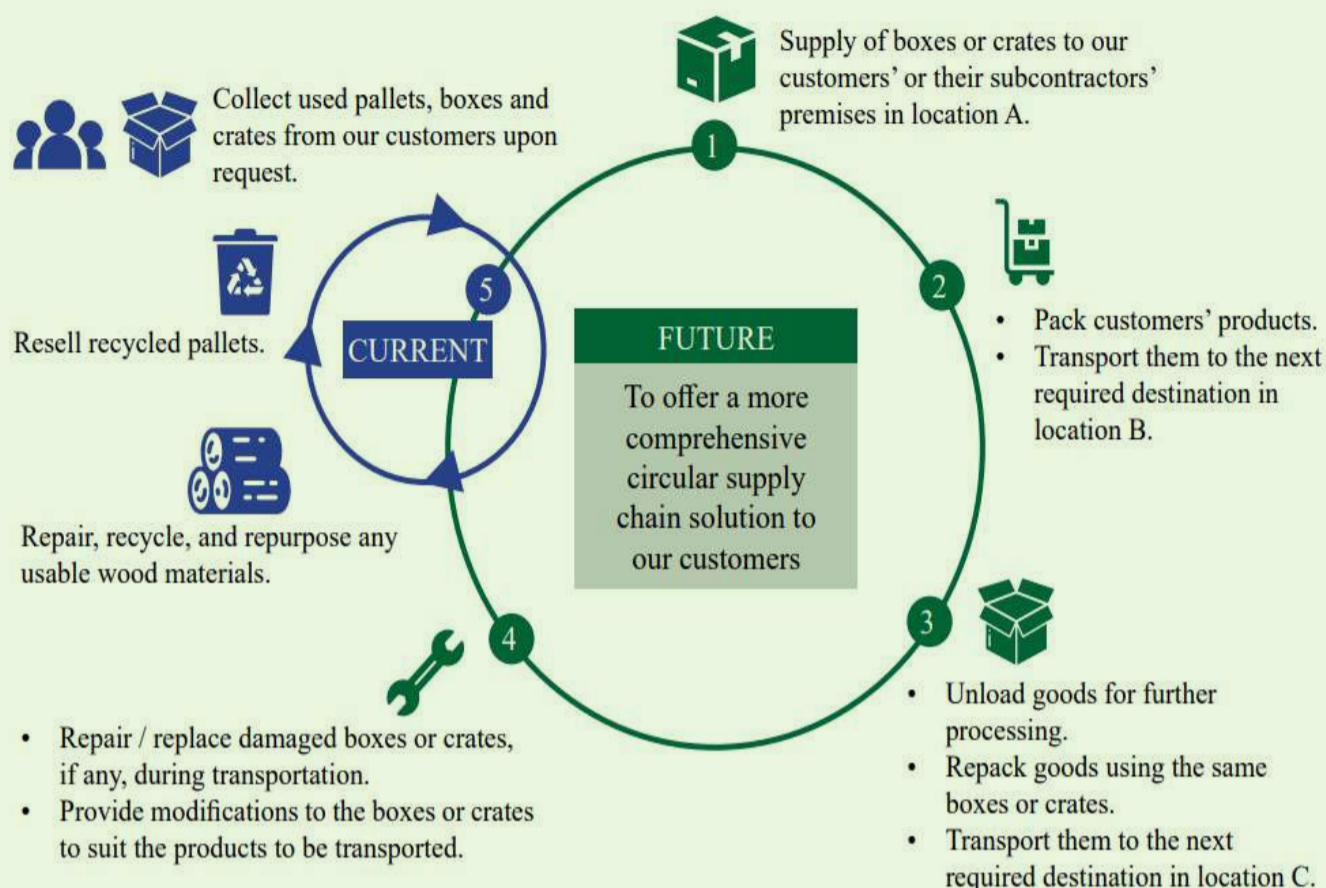 Supply of boxes or crates to our
customers’ or their subcontractors’
premises in location A.
1
Collect used pallets, boxes and
crates from our customers upon
request.
2
• Pack customers’ products.
• Transport them to the next
required destination in
location B.
5
CURRENT
Resell recycled pallets.
FUTURE
To offer a more
comprehensive
circular supply
chain solution to
our customers
Repair, recycle, and repurpose any
usable wood materials.
3
• Unload goods for further
processing.
• Repack goods using the same
boxes or crates.
• Transport them to the next
required destination in location C.
4
• Repair / replace damaged boxes or crates,
if any, during transportation.
• Provide modifications to the boxes or crates
to suit the products to be transported.